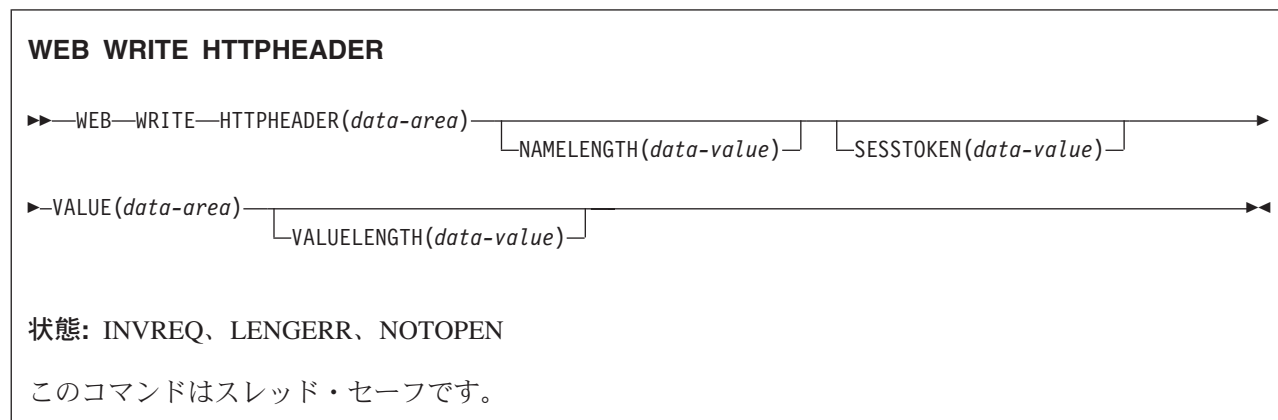 WEB WRITE HTTPHEADER
WEB WRITE HTTPHEADER(data-area)
NAMELENGTH(data-value) SESSTOKEN(data-value)
VALUE(data-area)
VALUELENGTH(data-value)
状態: INVREQ、LENGERR、NOTOPEN
このコマンドはスレッド・セーフです。